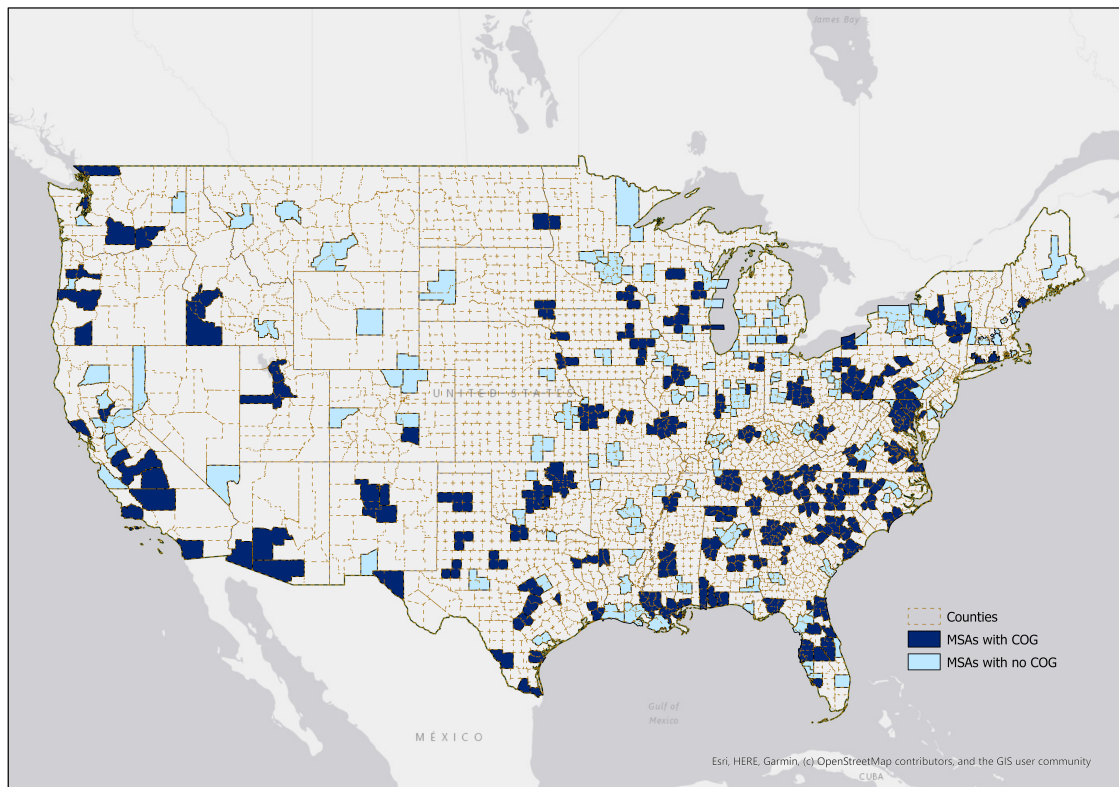 James Bay
UNITED STATES
Counties
MSAs with COG
MSAs with no COG
Gulf of
Mexico
MÉXICO
Esri, HERE, Garmin, (c) OpenStreetMap contributors, and the GIS user community
CUBA